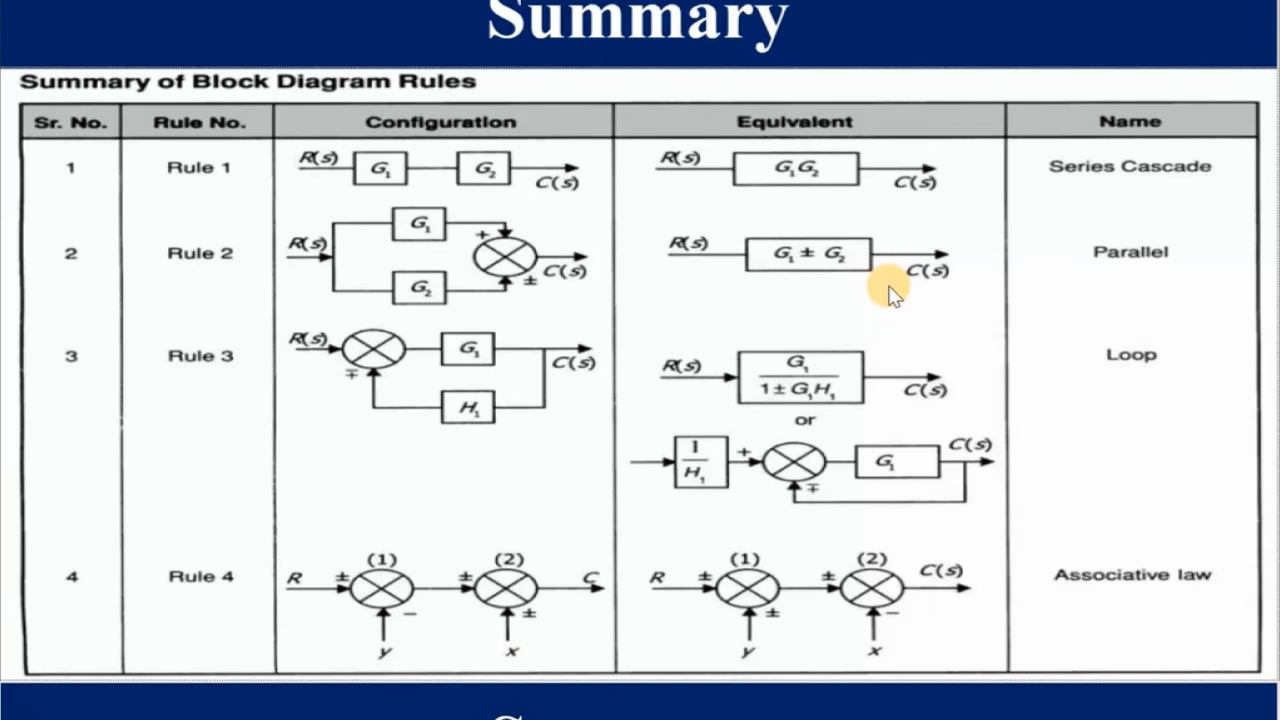 Summary
Summary of Block Diagram Rules
Sr. No. Rule No. Configuration Equivalent Name
1 Rule 1 R(s) G₁ G₂ C(s) R(s) G₁G₂ C(s) Series Cascade
2 Rule 2 R(s) G₁ G₂ + ± C(s) R(s) G₁ ± G₂ C(s) Parallel
3 Rule 3 R(s) ∓ G₁ H₁ C(s) R(s) G₁ / 1 ± G₁H₁ C(s) Loop
or
1 / H₁ + ∓ G₁ C(s)
4 Rule 4 R ± (1) − y ± (2) ± x C R ± (1) ± y ± (2) − x C(s) Associative law